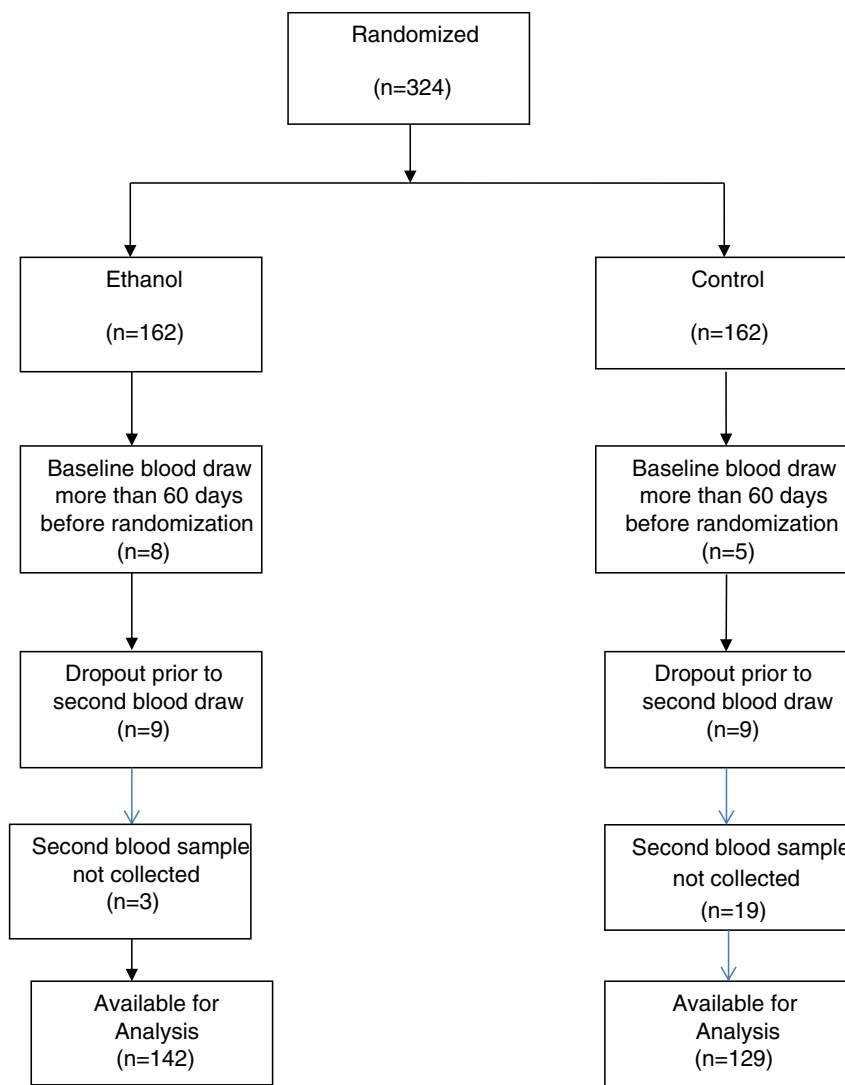 Randomized
(n=324)
Ethanol
(n=162)
Control
(n=162)
Baseline blood draw
more than 60 days
before randomization
(n=8)
Baseline blood draw
more than 60 days
before randomization
(n=5)
Dropout prior to
second blood draw
(n=9)
Dropout prior to
second blood draw
(n=9)
Second blood sample
not collected
(n=3)
Second blood sample
not collected
(n=19)
Available for
Analysis
(n=142)
Available for
Analysis
(n=129)